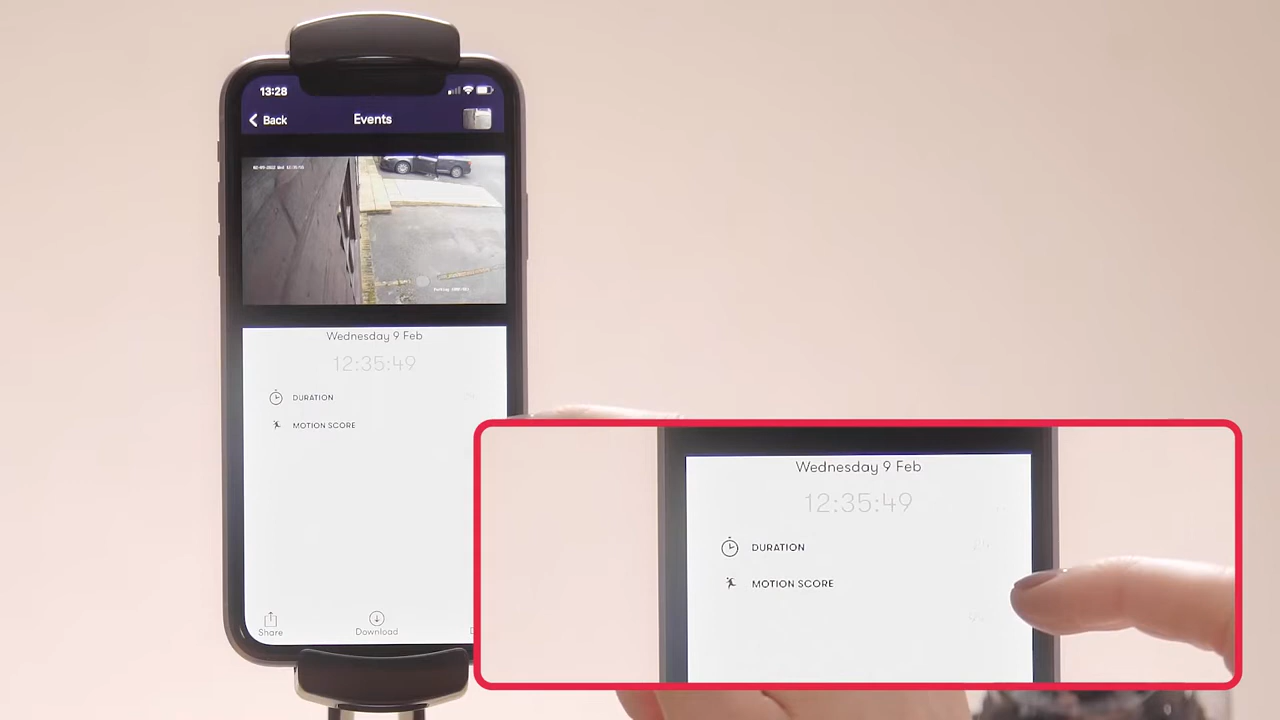 13:28
Back
Events
Wednesday 9 Feb
12:35:49
DURATION
MOTION SCORE
Share
Download
Wednesday 9 Feb
12:35:49
DURATION
MOTION SCORE